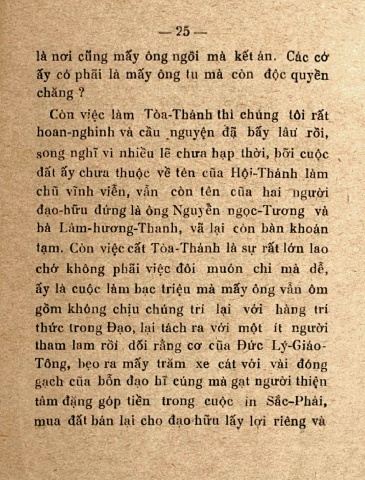 — 25 —
là nơi cũng mấy ông ngồi mà kết án. Các cớ
ấy có phải là mấy ông tu mà còn độc quyền
chăng ?
Còn việc làm Tòa-Thánh thì chúng tôi rất
hoan-nghinh và cầu nguyện đã bấy lâu rồi,
song nghĩ vì nhiều lẽ chưa hạp thời, bởi cuộc
đất ấy chưa thuộc về tên của Hội-Thánh làm
chủ vĩnh viễn, vẫn còn tên của hai người
đạo-hữu đứng là ông Nguyễn ngọc-Tương và
bà Lâm-hương-Thanh, vả lại còn bàn khoán
tạm. Còn việc cất Tòa-Thánh là sự rất lớn lao
chớ không phải việc đôi muôn chi mà dễ,
ấy là cuộc làm bạc triệu mà mấy ông vẫn ôm
gồm không chịu chúng trí lại với hàng trí
thức trong Đạo, lại tách ra với một ít người
tham lam rồi dối rằng cơ của Đức Lý-Giáo-
Tông, bẹo ra mấy trăm xe cát với vài đóng
gạch của bổn đạo hỉ cúng mà gạt người thiện
tâm đặng góp tiền trong cuộc in Sắc-Phái,
mua đất bán lại cho đạo hữu lấy lợi riêng và